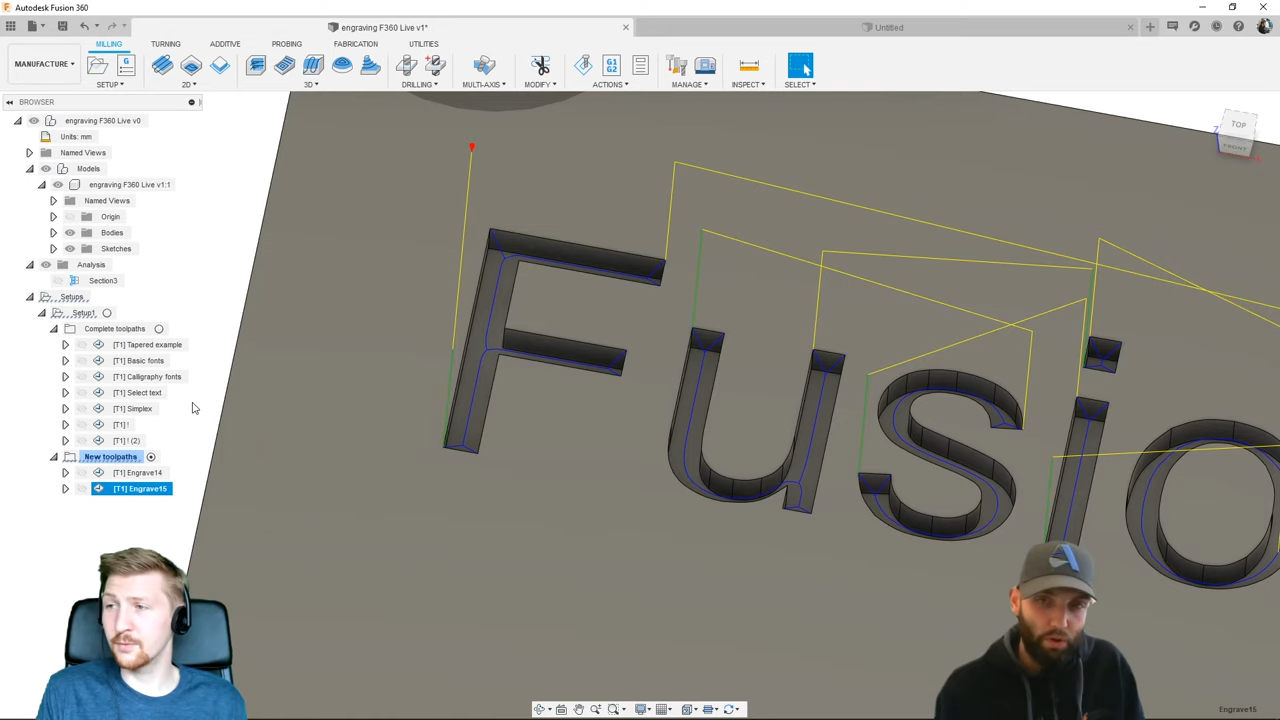 Autodesk Fusion 360
engraving F360 Live v1*
Untitled
MANUFACTURE
MILLING
TURNING
ADDITIVE
PROBING
FABRICATION
UTILITIES
SETUP
2D
3D
DRILLING
MULTI-AXIS
MODIFY
ACTIONS
MANAGE
INSPECT
SELECT
G1
G2
G
BROWSER
engraving F360 Live v0
Units: mm
Named Views
Models
engraving F360 Live v1:1
Named Views
Origin
Bodies
Sketches
Analysis
Section3
Setups
Setup1
Complete toolpaths
[T1] Tapered example
[T1] Basic fonts
[T1] Calligraphy fonts
[T1] Select text
[T1] Simplex
[T1] !
[T1] ! (2)
New toolpaths
[T1] Engrave14
[T1] Engrave15
TOP
FRONT
Z
Fusio
Engrave15